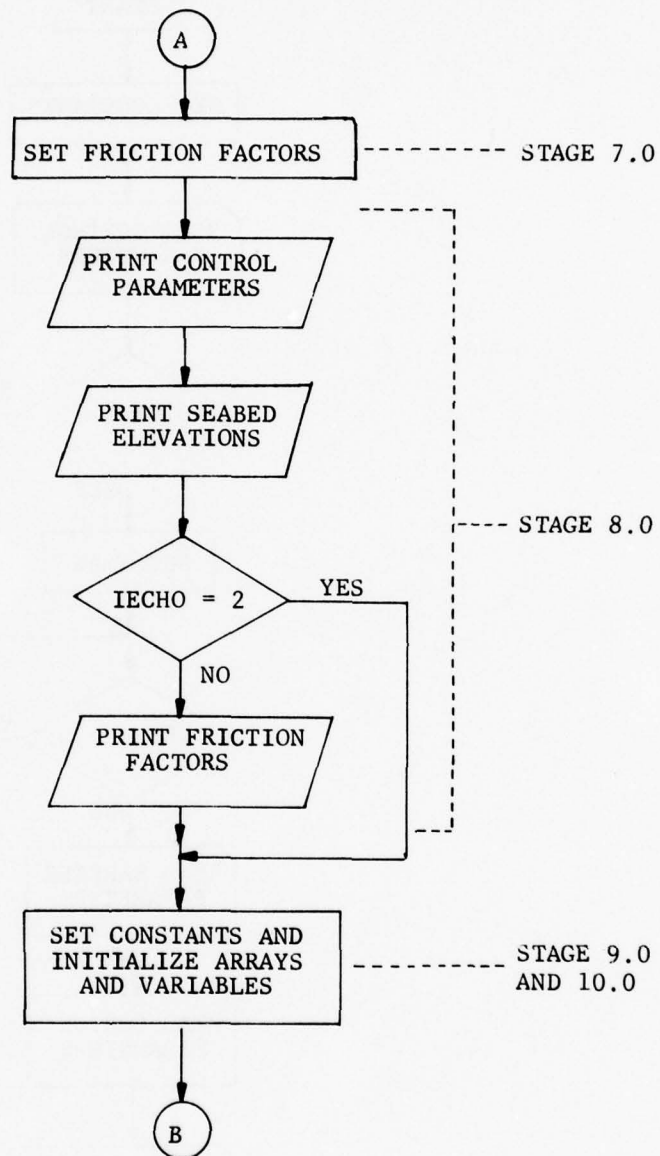 A
SET FRICTION FACTORS
STAGE 7.0
PRINT CONTROL
PARAMETERS
PRINT SEABED
ELEVATIONS
STAGE 8.0
IECHO = 2
YES
NO
PRINT FRICTION
FACTORS
SET CONSTANTS AND
INITIALIZE ARRAYS
AND VARIABLES
STAGE 9.0
AND 10.0
B